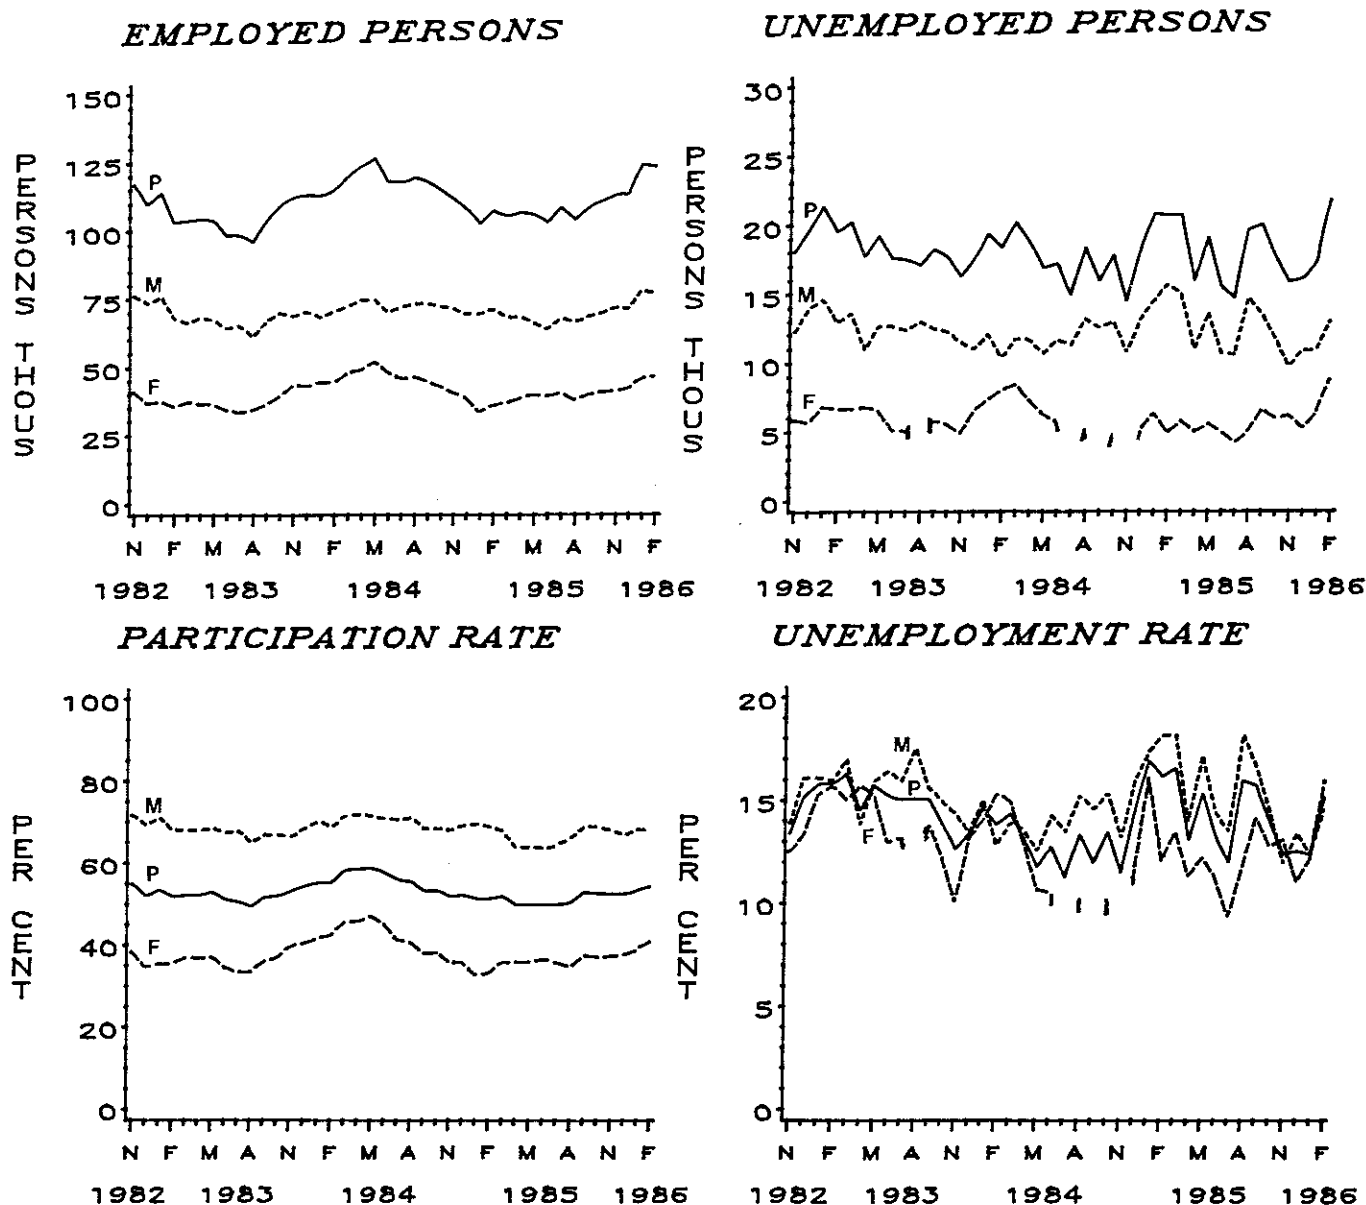 EMPLOYED PERSONS
PERSONS THOUS
150
125
100
75
50
25
0
P
M
F
N F M A N F M A N F M A N F
1982 1983 1984 1985 1986
UNEMPLOYED PERSONS
PERSONS THOUS
30
25
20
15
10
5
0
P
M
F
N F M A N F M A N F M A N F
1982 1983 1984 1985 1986
PARTICIPATION RATE
PER CENT
100
80
60
40
20
0
M
P
F
N F M A N F M A N F M A N F
1982 1983 1984 1985 1986
UNEMPLOYMENT RATE
PER CENT
20
15
10
5
0
M
P
F
N F M A N F M A N F M A N F
1982 1983 1984 1985 1986